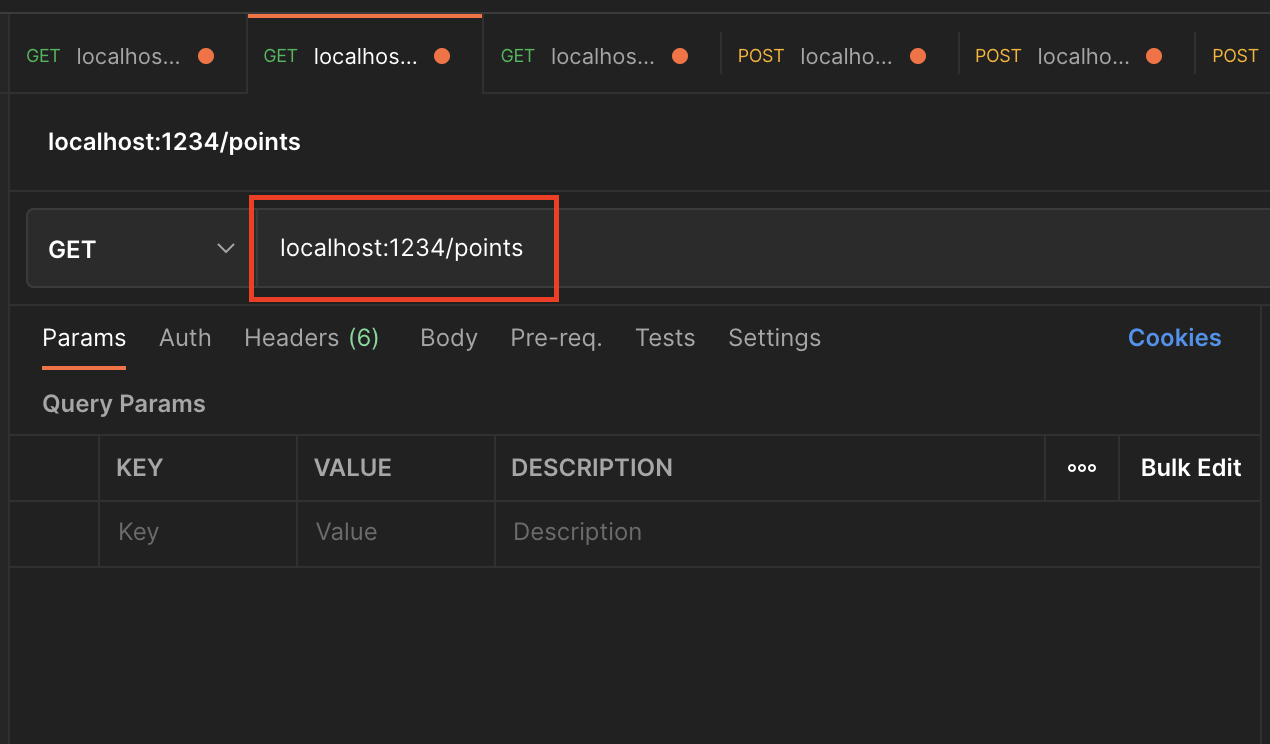 GET localhos... GET localhos... GET localhos... POST localho... POST localho... POST
localhost:1234/points
GET localhost:1234/points
Params Auth Headers (6) Body Pre-req. Tests Settings Cookies
Query Params
KEY VALUE DESCRIPTION ooo Bulk Edit
Key Value Description